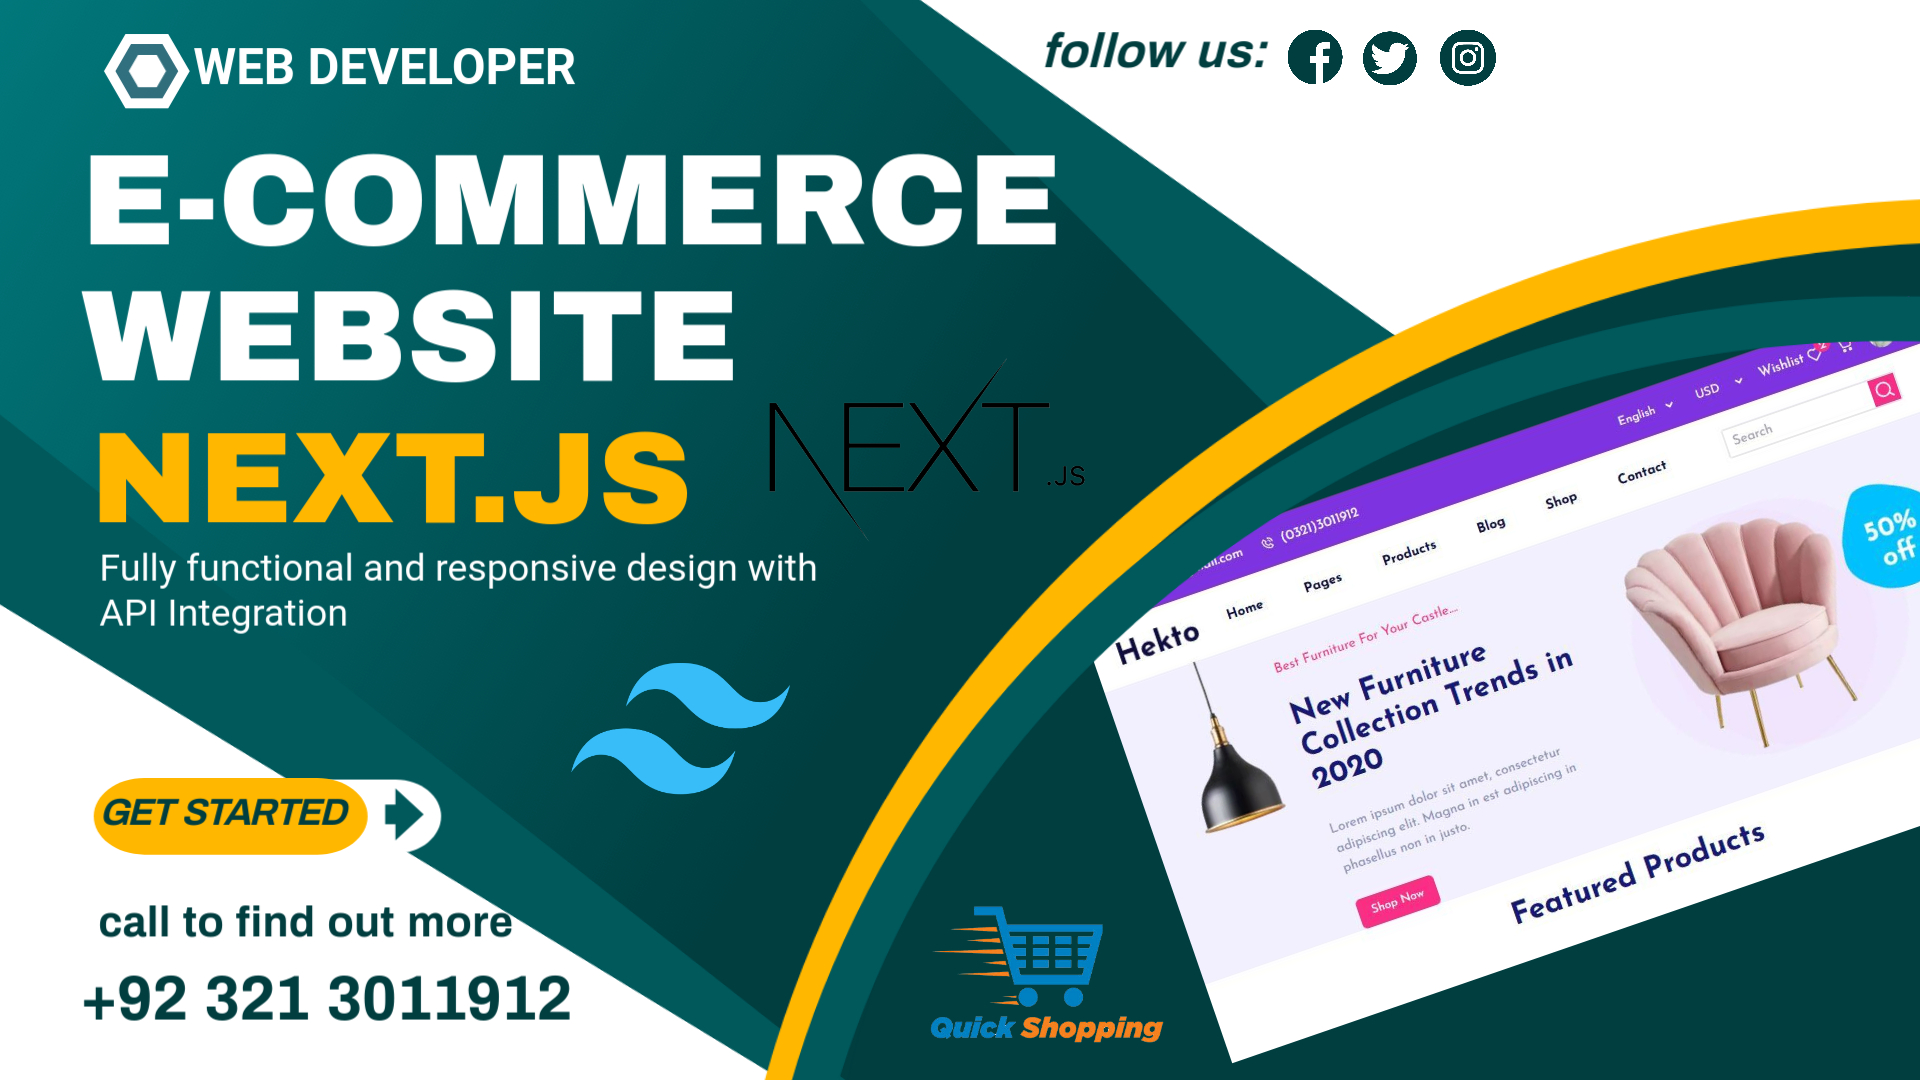 WEB DEVELOPER
follow us:
E-COMMERCE
WEBSITE
NEXT.JS
NEXT.JS
Fully functional and responsive design with
API Integration
GET STARTED
call to find out more
+92 321 3011912
Quick Shopping
(0321)3011912
English
USD
Wishlist
Hekto
Home
Pages
Products
Blog
Shop
Contact
Search
Best Furniture For Your Castle....
New Furniture
Collection Trends in
2020
Lorem ipsum dolor sit amet, consectetur
adipiscing elit. Magna in est adipiscing in
phasellus non in justo.
Shop Now
50%
off
Featured Products